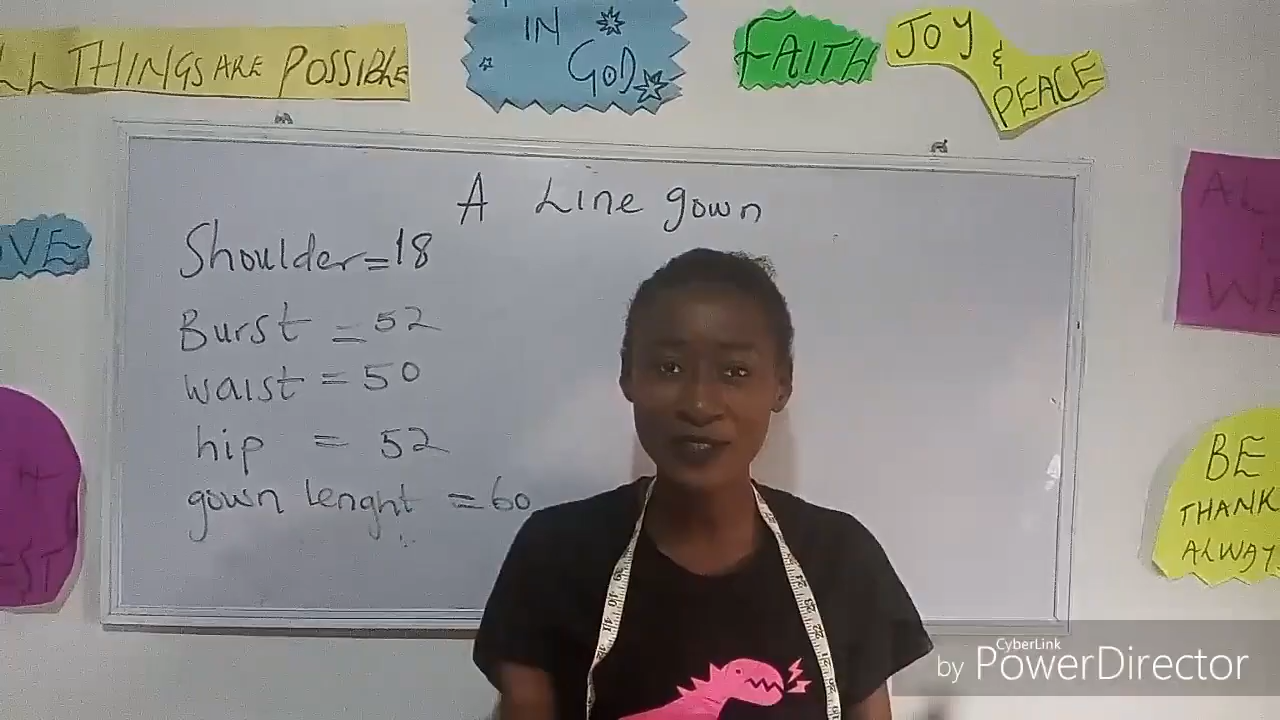 THINGS ARE POSSIBLE
IN
GOD
FAITH
JOY
&
PEACE
A Line gown
Shoulder=18
Burst = 52
waist = 50
hip = 52
gown lenght = 60
BE
THANK
ALWAY
CyberLink
by PowerDirector